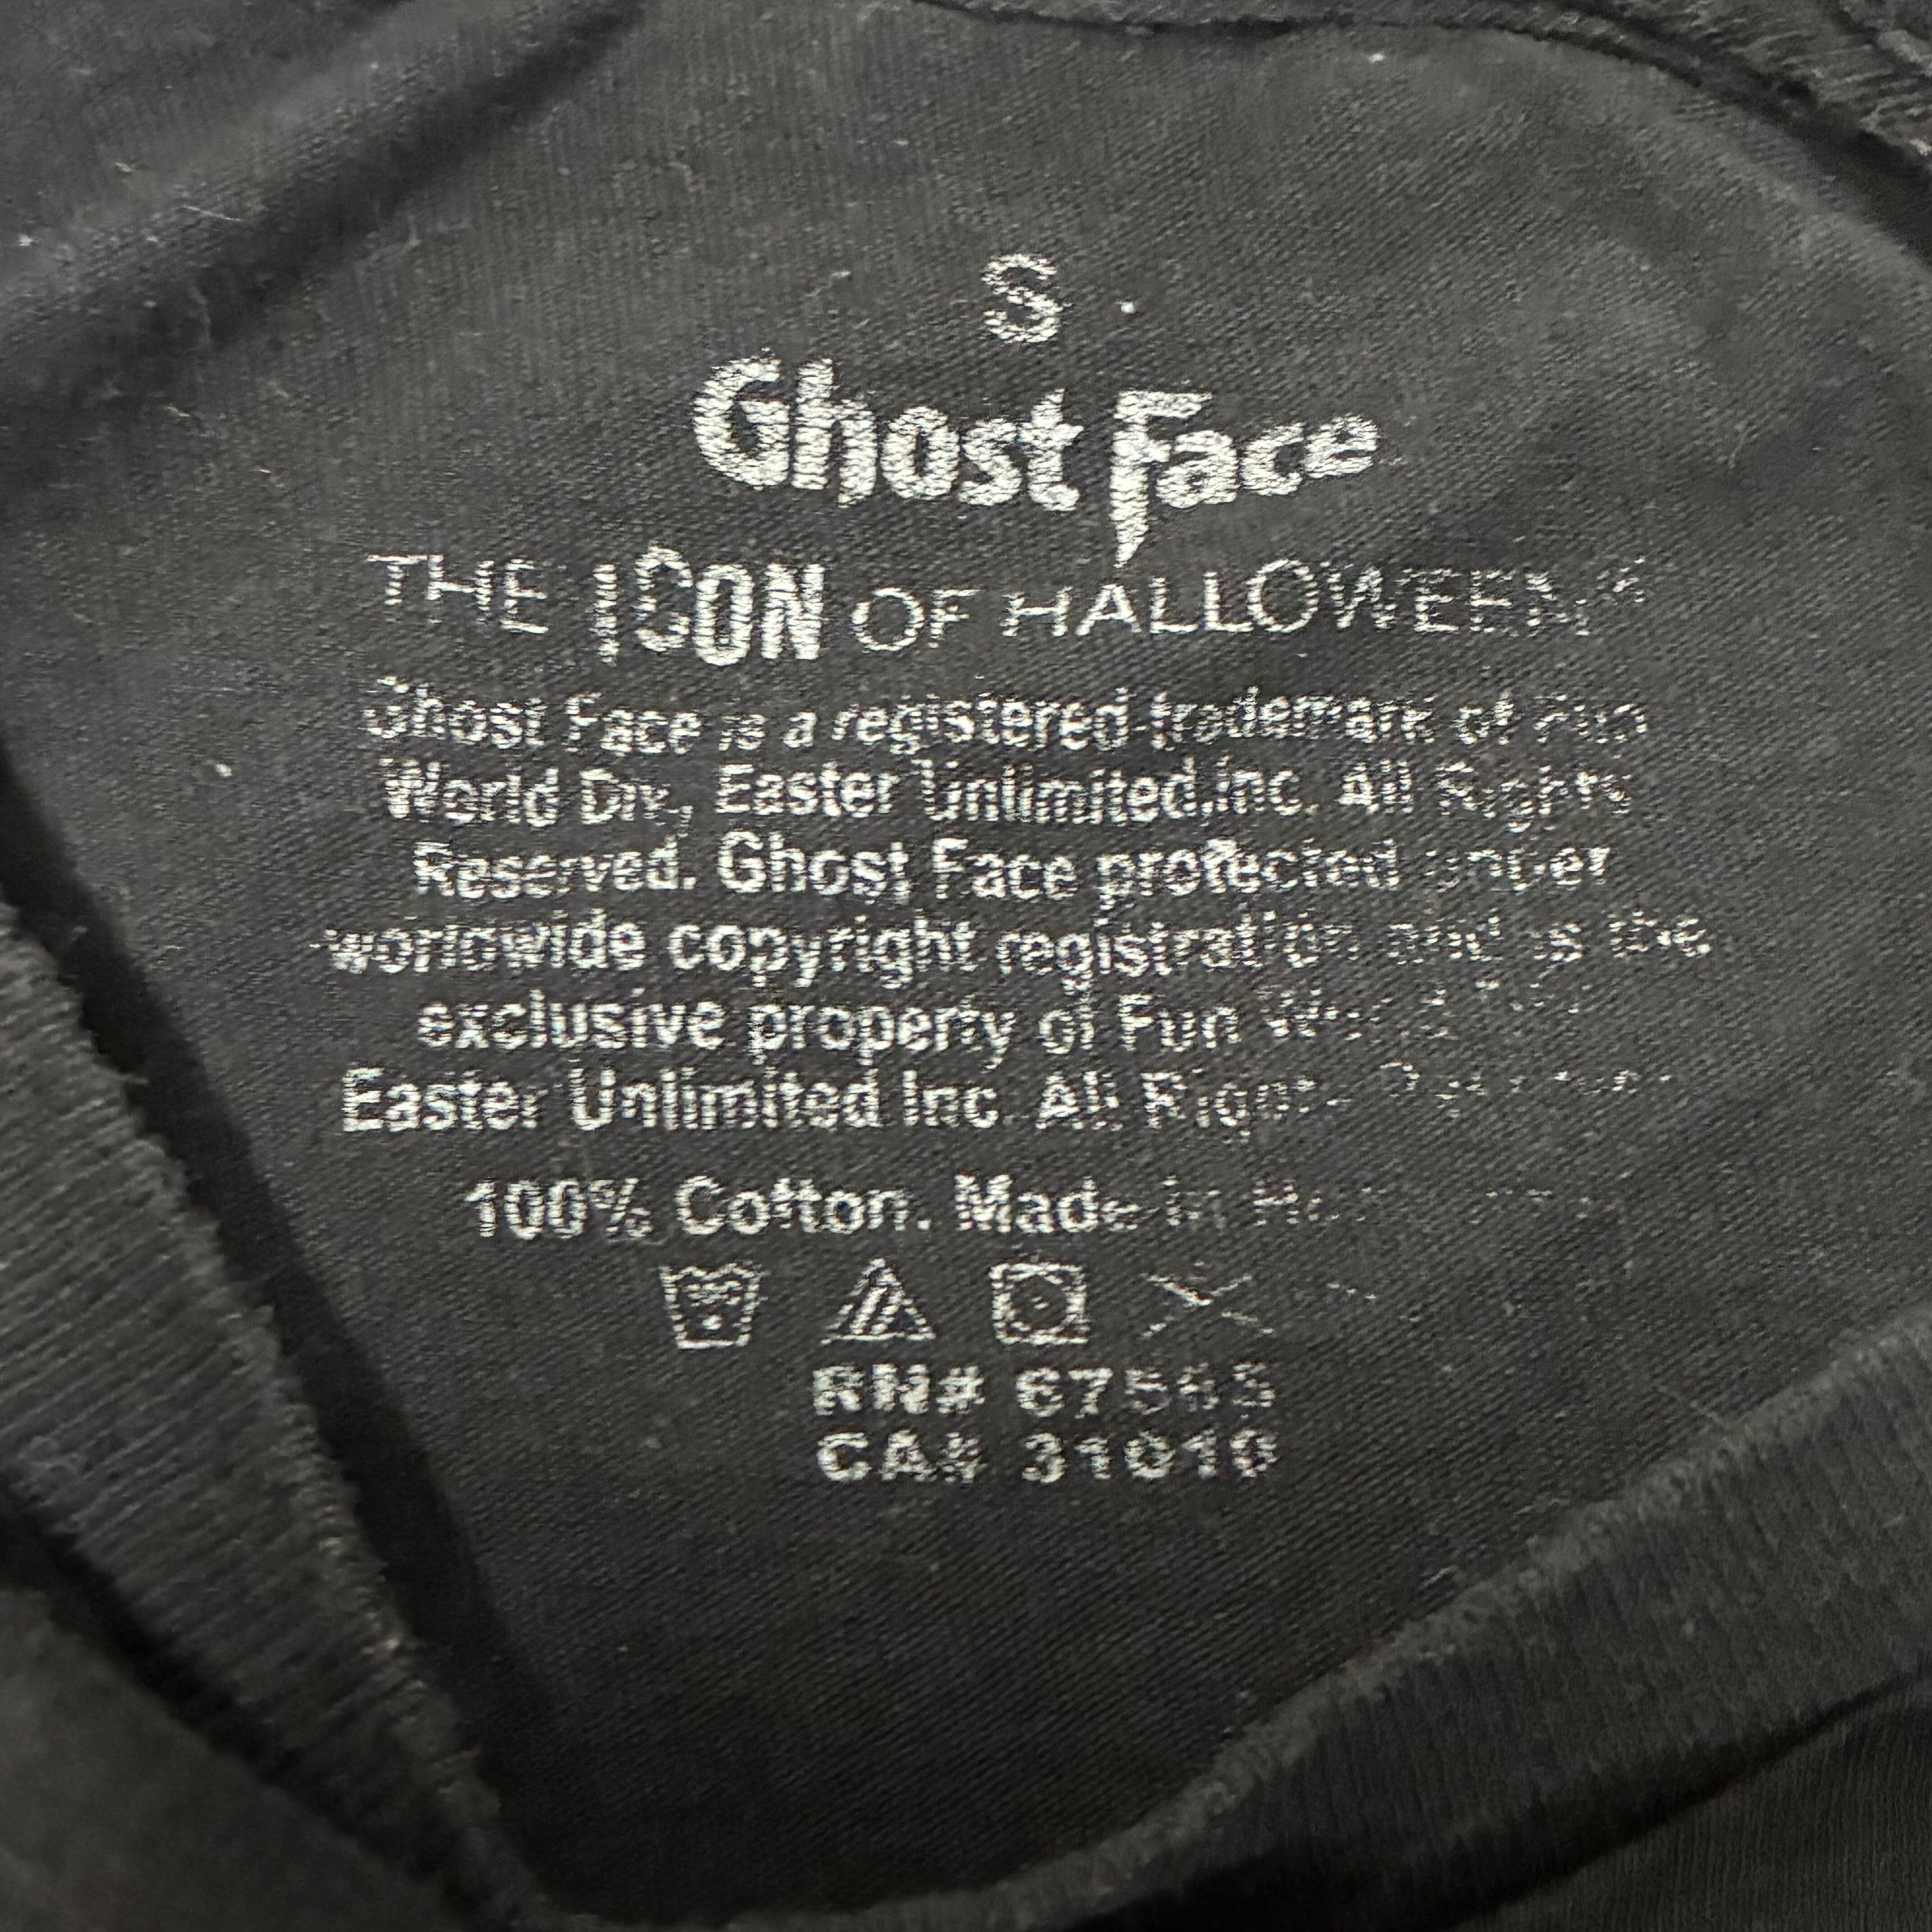 S
Ghost Face
THE ICON OF HALLOWEEN
Ghost Face is a registered trademark of Fun
World Div., Easter Unlimited,Inc. All Rights
Reserved. Ghost Face protected under
worldwide copyright registration and is the
exclusive property of Fun World
Easter Unlimited Inc. All Rights
100% Cotton. Made in
RN#
CA# 31010